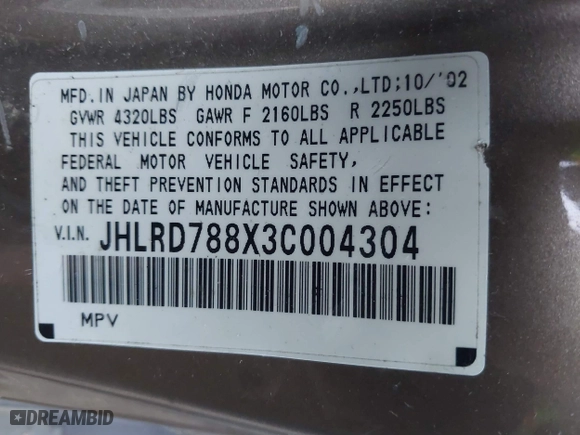 MFD. IN JAPAN BY HONDA MOTOR CO.,LTD;10/'02
GVWR 4320LBS GAWR F 2160LBS R 2250LBS
THIS VEHICLE CONFORMS TO ALL APPLICABLE
FEDERAL MOTOR VEHICLE SAFETY,
AND THEFT PREVENTION STANDARDS IN EFFECT
ON THE DATE OF MANUFACTURE SHOWN ABOVE:
V.I.N. JHLRD788X3C004304
MPV
DREAMBID